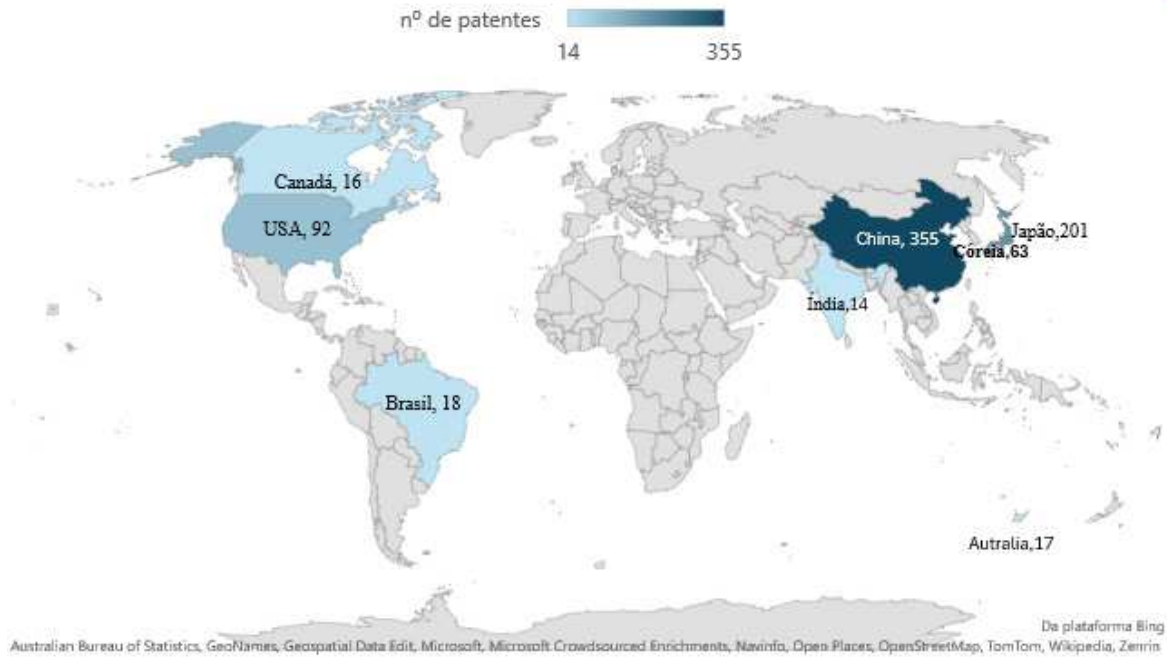 nº de patentes
14 355
Canadá, 16
USA, 92
China, 355
Japão,201
Córeia,63
Índia,14
Brasil, 18
Autralia,17
Da plataforma Bing
Australian Bureau of Statistics, GeoNames, Geospatial Data Edit, Microsoft, Microsoft Crowdsourced Enrichments, Navinfo, Open Places, OpenStreetMap, TomTom, Wikipedia, Zenrin